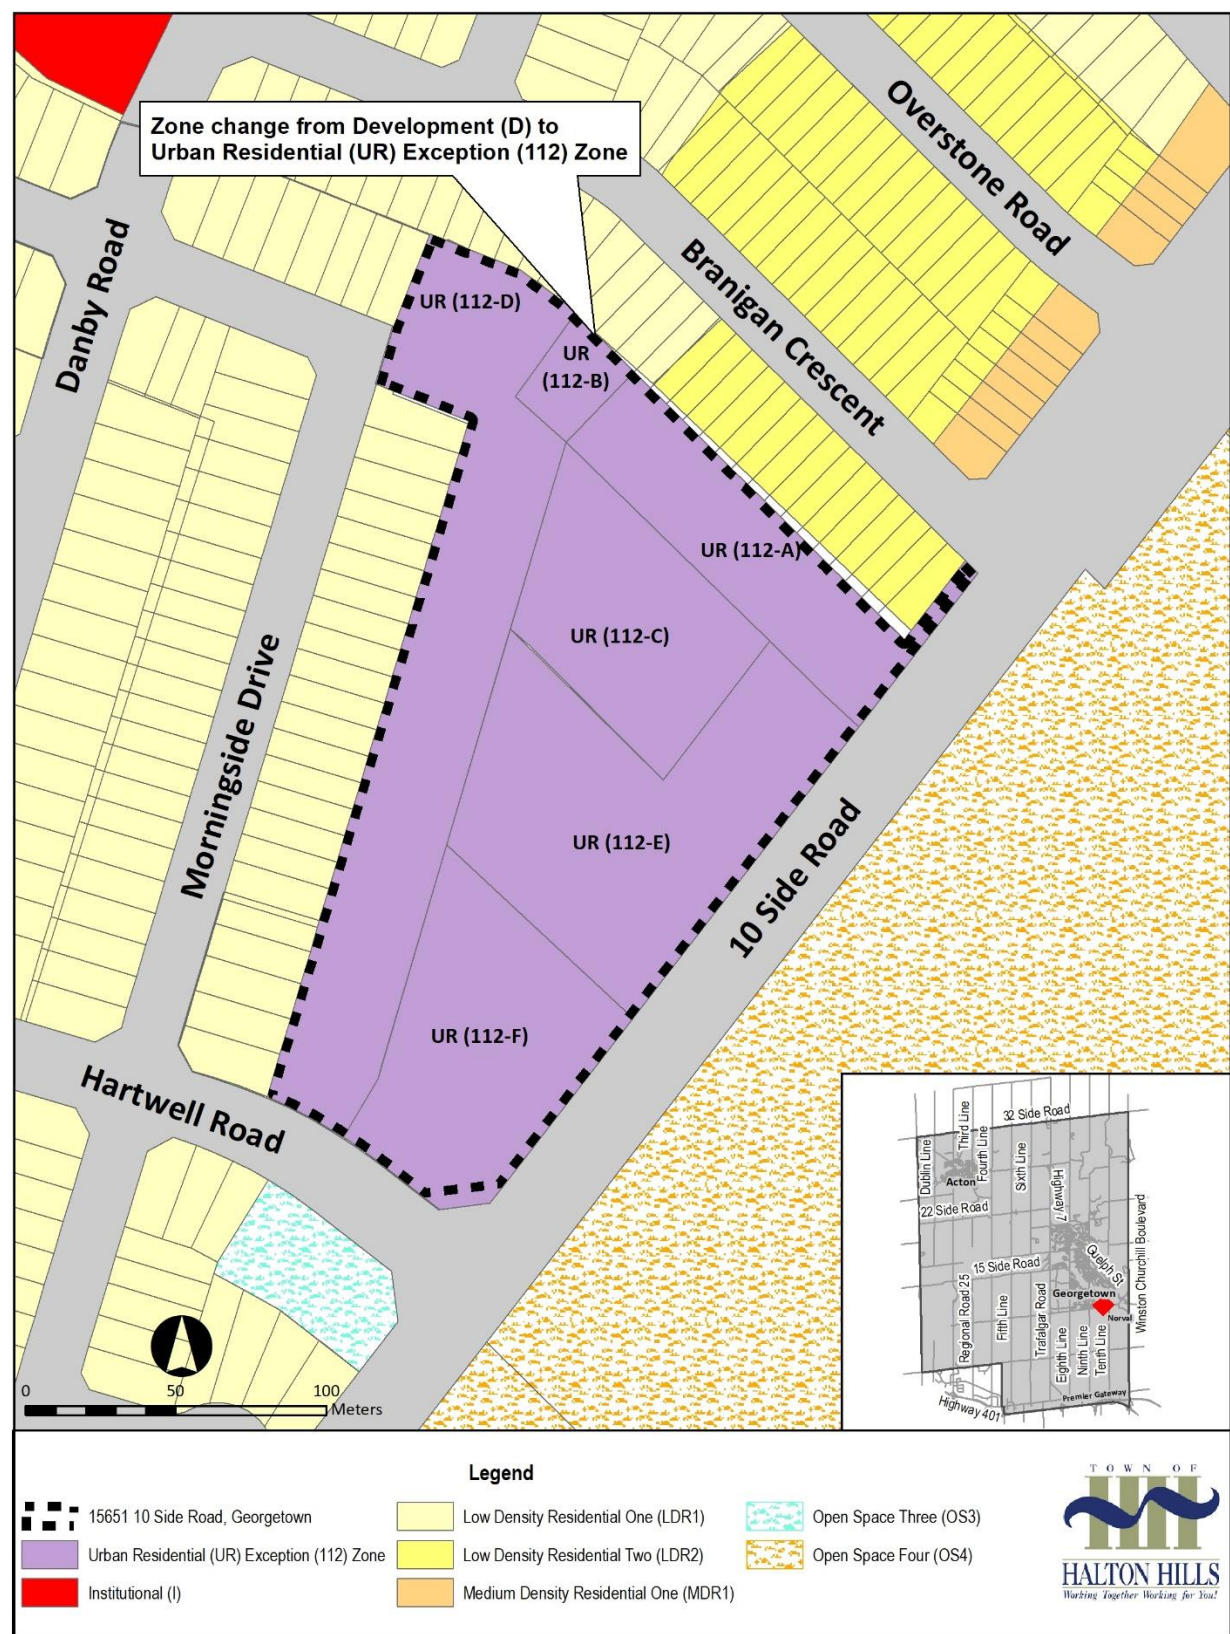 Zone change from Development (D) to
Urban Residential (UR) Exception (112) Zone
Overstone Road
Branigan Crescent
Danby Road
UR (112-D)
UR
(112-B)
UR (112-A)
UR (112-C)
Morningside Drive
UR (112-E)
10 Side Road
UR (112-F)
Hartwell Road
32 Side Road
Dublin Line
Third Line
Fourth Line
Sixth Line
Highway 7
Acton
22 Side Road
Winston Churchill Boulevard
15 Side Road
Guelph St
Georgetown
Norval
Regional Road 25
Fifth Line
Trafalgar Road
Eighth Line
Ninth Line
Tenth Line
Premier Gateway
Highway 401
0 50 100
Meters
Legend
15651 10 Side Road, Georgetown
Urban Residential (UR) Exception (112) Zone
Institutional (I)
Low Density Residential One (LDR1)
Low Density Residential Two (LDR2)
Medium Density Residential One (MDR1)
Open Space Three (OS3)
Open Space Four (OS4)
TOWN OF
HALTON HILLS
Working Together Working for You!